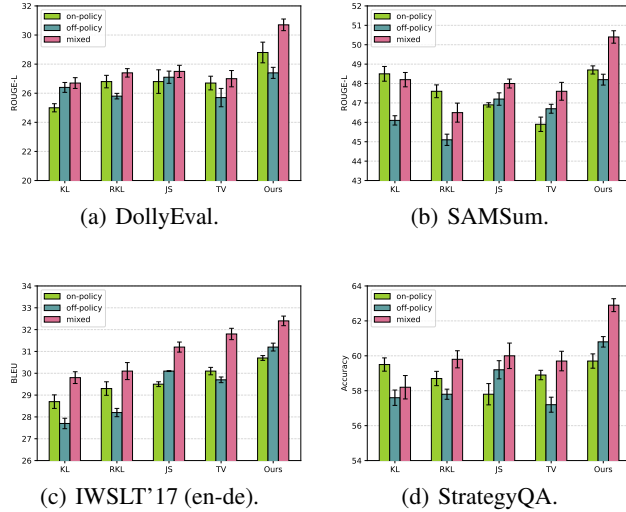 on-policy
off-policy
mixed
ROUGE-L
32
30
28
26
24
22
20
KL RKL JS TV Ours
(a) DollyEval.
on-policy
off-policy
mixed
ROUGE-L
51
50
49
48
47
46
45
44
43
KL RKL JS TV Ours
(b) SAMSum.
on-policy
off-policy
mixed
BLEU
34
33
32
31
30
29
28
27
26
KL RKL JS TV Ours
(c) IWSLT'17 (en-de).
on-policy
off-policy
mixed
Accuracy
64
62
60
58
56
54
KL RKL JS TV Ours
(d) StrategyQA.